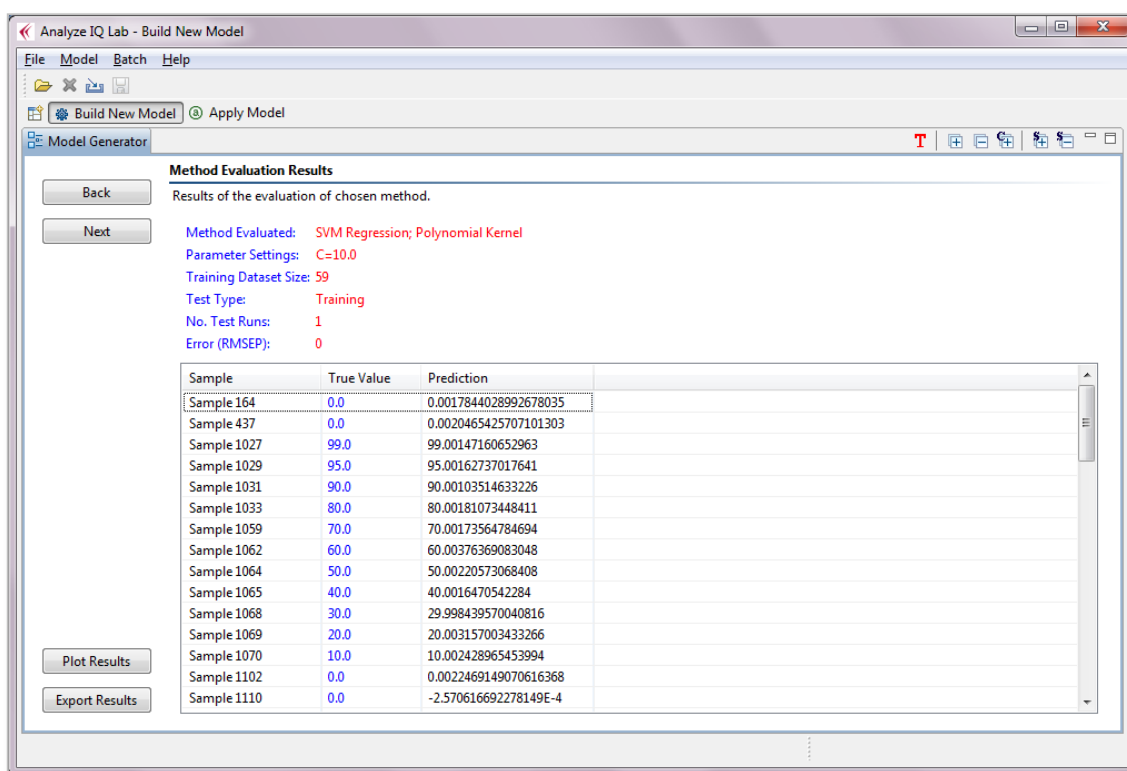 Analyze IQ Lab - Build New Model
File Model Batch Help
Build New Model Apply Model
Model Generator T
Method Evaluation Results
Back Results of the evaluation of chosen method.
Next Method Evaluated: SVM Regression; Polynomial Kernel
Parameter Settings: C=10.0
Training Dataset Size: 59
Test Type: Training
No. Test Runs: 1
Error (RMSEP): 0
Sample True Value Prediction
Sample 164 0.0 0.0017844028992678035
Sample 437 0.0 0.0020465425707101303
Sample 1027 99.0 99.00147160652963
Sample 1029 95.0 95.00162737017641
Sample 1031 90.0 90.00103514633226
Sample 1033 80.0 80.00181073448411
Sample 1059 70.0 70.00173564784694
Sample 1062 60.0 60.00376369083048
Sample 1064 50.0 50.00220573068408
Sample 1065 40.0 40.0016470542284
Sample 1068 30.0 29.998439570040816
Sample 1069 20.0 20.003157003433266
Plot Results Sample 1070 10.0 10.002428965453994
Sample 1102 0.0 0.0022469149070616368
Export Results Sample 1110 0.0 -2.570616692278149E-4